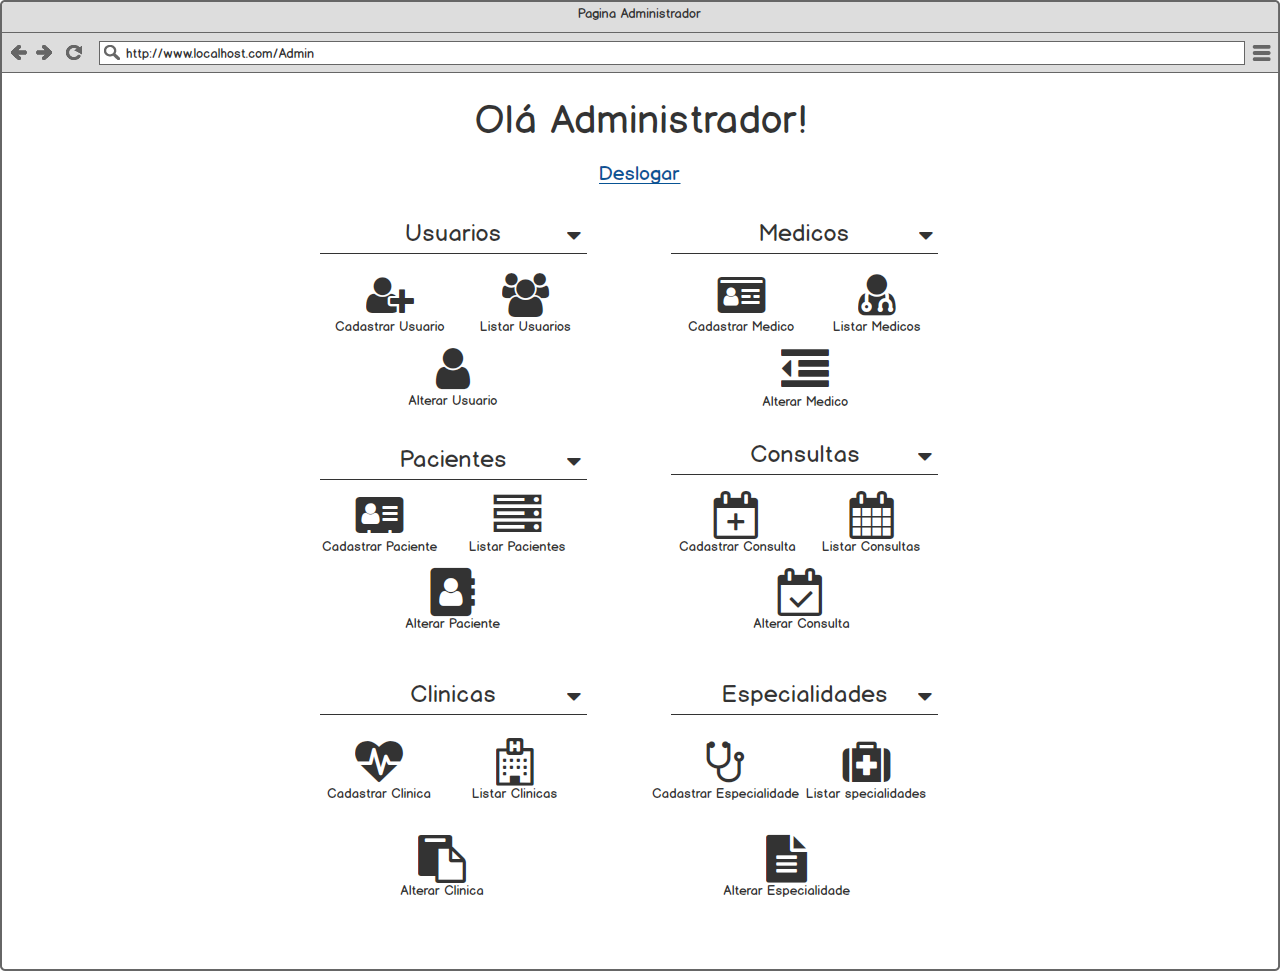 Pagina Administrador
http://www.localhost.com/Admin
Olá Administrador!
Deslogar
Usuarios
Cadastrar Usuario
Listar Usuarios
Alterar Usuario
Medicos
Cadastrar Medico
Listar Medicos
Alterar Medico
Pacientes
Cadastrar Paciente
Listar Pacientes
Alterar Paciente
Consultas
Cadastrar Consulta
Listar Consultas
Alterar Consulta
Clinicas
Cadastrar Clinica
Listar Clinicas
Alterar Clinica
Especialidades
Cadastrar Especialidade
Listar specialidades
Alterar Especialidade